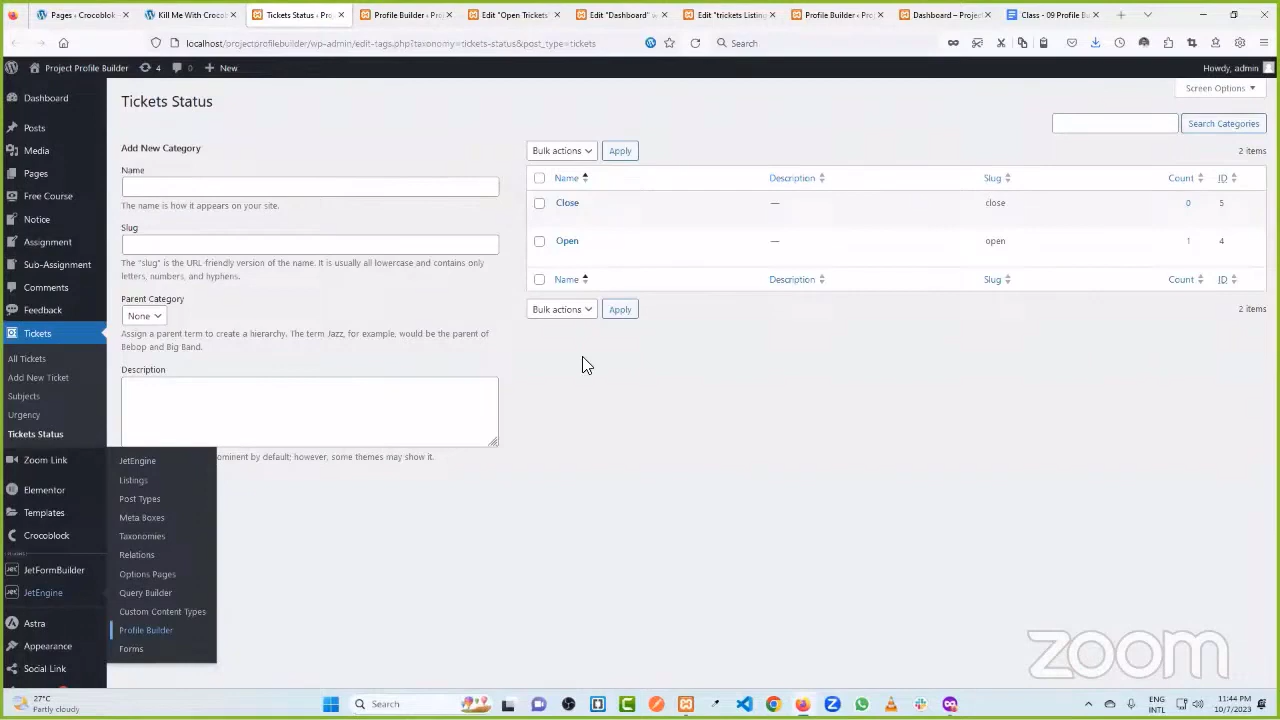 Pages ‹ Crocoblok
Kill Me With Crocob
Tickets Status ‹ Proj
Profile Builder ‹ Proj
Edit "Open Tickets"
Edit "Dashboard" w
Edit "tricks" Listing
Profile Builder ‹ Proj
Dashboard – Project
Class - 09 Profile Bu
localhost/projectprofilebuilder/wp-admin/edit-tags.php?taxonomy=tickets-status&post_type=tickets
Search
Project Profile Builder
4
0
New
Howdy, admin
Dashboard
Posts
Media
Pages
Free Course
Notice
Assignment
Sub-Assignment
Comments
Feedback
Tickets
All Tickets
Add New Ticket
Subjects
Urgency
Tickets Status
Zoom Link
Elementor
Templates
Crocoblock
JetFormBuilder
JetEngine
Astra
Appearance
Social Link
JetEngine
Listings
Post Types
Meta Boxes
Taxonomies
Relations
Options Pages
Query Builder
Custom Content Types
Profile Builder
Forms
Tickets Status
Screen Options
Search Categories
Add New Category
Name
The name is how it appears on your site.
Slug
The "slug" is the URL-friendly version of the name. It is usually all lowercase and contains only
letters, numbers, and hyphens.
Parent Category
None
Assign a parent term to create a hierarchy. The term Jazz, for example, would be the parent of
Bebop and Big Band.
Description
ominent by default; however, some themes may show it.
Bulk actions
Apply
2 items
Name
Description
Slug
Count
ID
Close
—
close
0
5
Open
—
open
1
4
Name
Description
Slug
Count
ID
Bulk actions
Apply
2 items
zoom
27°C
Partly cloudy
Search
ENG
INTL
11:44 PM
10/7/2023